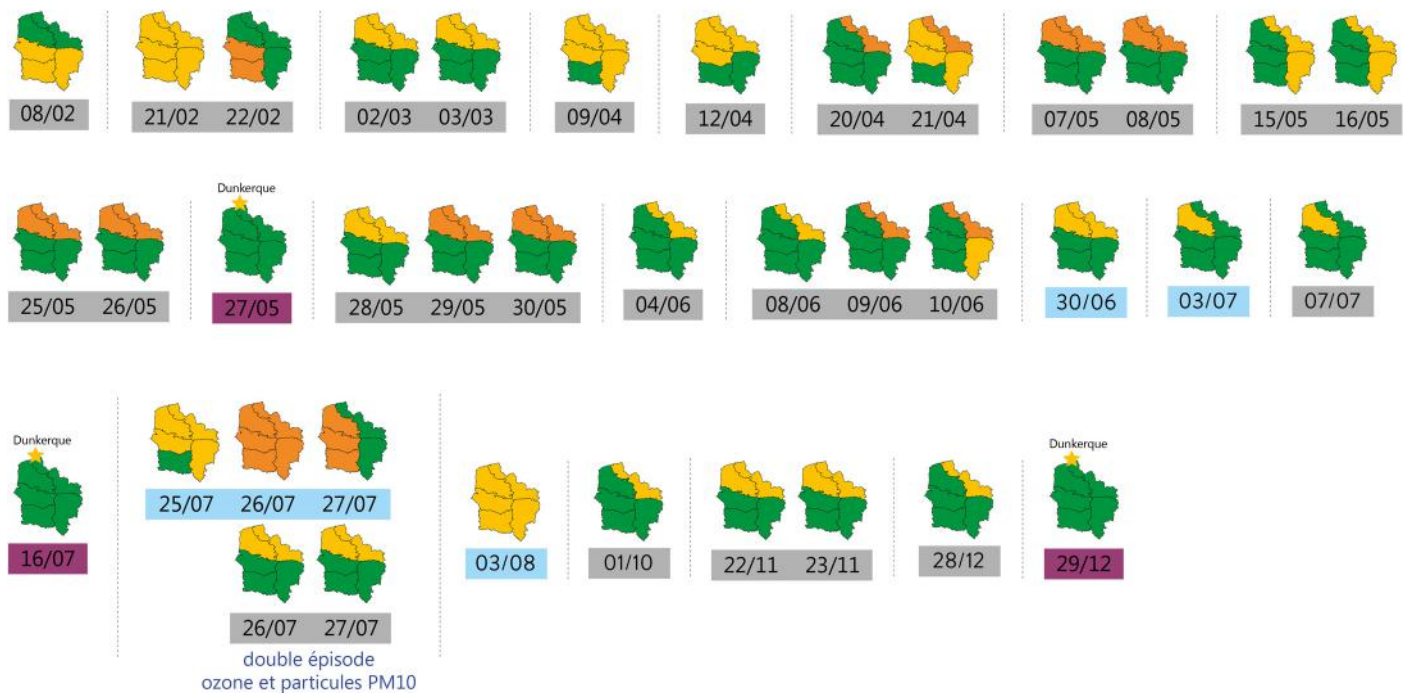 08/02 21/02 22/02 02/03 03/03 09/04 12/04 20/04 21/04 07/05 08/05 15/05 16/05
Dunkerque
25/05 26/05 27/05 28/05 29/05 30/05 04/06 08/06 09/06 10/06 30/06 03/07 07/07
Dunkerque
16/07
25/07 26/07 27/07
26/07 27/07
double épisode
ozone et particules PM10
03/08 01/10 22/11 23/11 28/12
Dunkerque
29/12